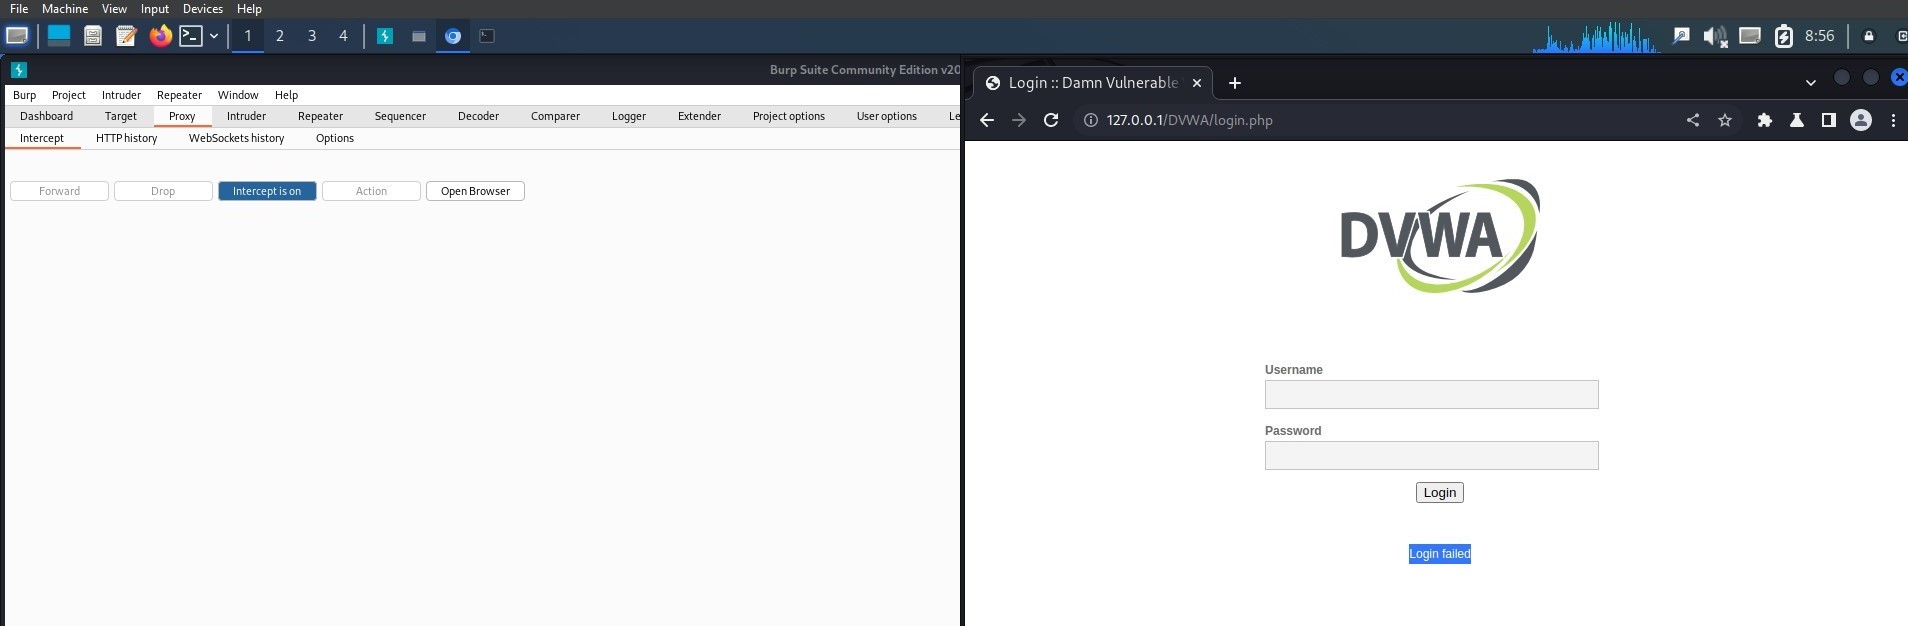 File Machine View Input Devices Help
1 2 3 4 8:56
Burp Suite Community Edition v20
Burp Project Intruder Repeater Window Help
Dashboard Target Proxy Intruder Repeater Sequencer Decoder Comparer Logger Extender Project options User options Le
Intercept HTTP history WebSockets history Options
Forward Drop Intercept is on Action Open Browser
Login :: Damn Vulnerable
127.0.0.1/DVWA/login.php
DVWA
Username
Password
Login
Login failed